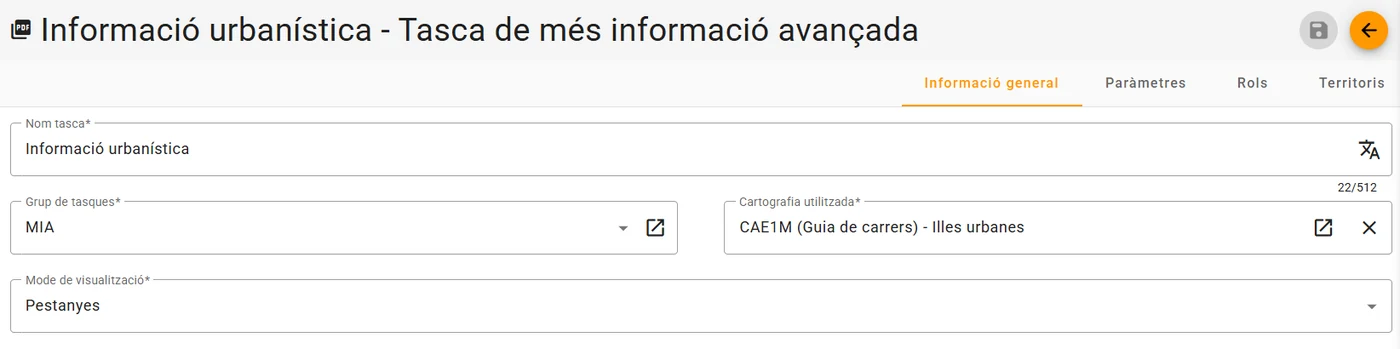 Informació urbanística - Tasca de més informació avançada
Informació general Paràmetres Rols Territoris
Nom tasca*
Informació urbanística
22/512
Grup de tasques* Cartografia utilitzada*
MIA CAE1M (Guia de carrers) - Illes urbanes
Mode de visualització*
Pestanyes